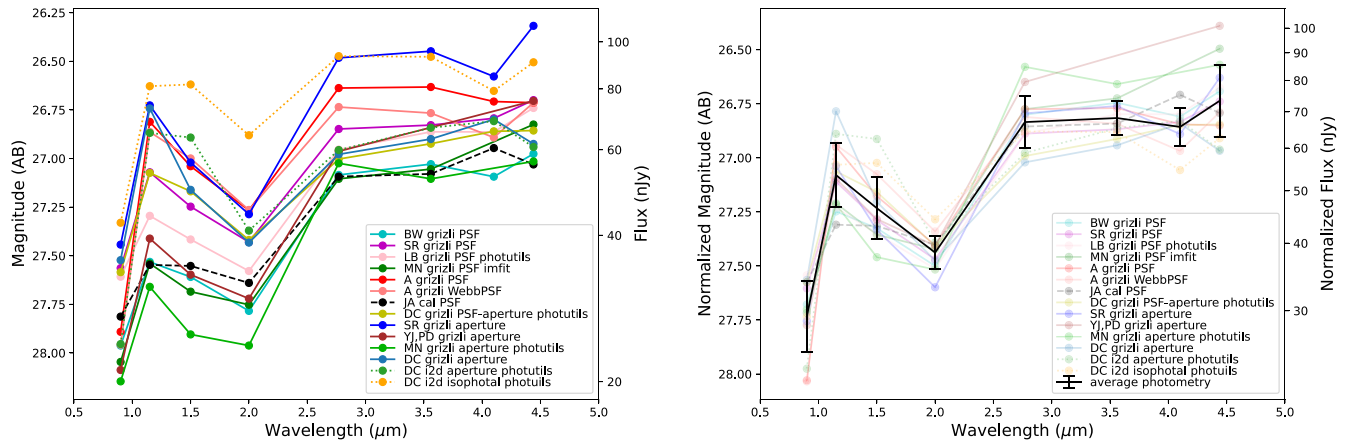 26.25
26.50
26.75
27.00
27.25
27.50
27.75
28.00
Magnitude (AB)
100
80
60
40
20
Flux (nJy)
BW grizli PSF
SR grizli PSF
LB grizli PSF photutils
MN grizli PSF imfit
A grizli PSF
A grizli WebbPSF
JA cal PSF
DC grizli PSF–aperture photutils
SR grizli aperture
YJ,PD grizli aperture
MN grizli aperture photutils
DC grizli aperture
DC i2d aperture photutils
DC i2d isophotal photuils
0.5 1.0 1.5 2.0 2.5 3.0 3.5 4.0 4.5 5.0
Wavelength (μm)
26.50
26.75
27.00
27.25
27.50
27.75
28.00
Normalized Magnitude (AB)
100
90
80
70
60
50
40
30
Normalized Flux (nJy)
BW grizli PSF
SR grizli PSF
LB grizli PSF photutils
MN grizli PSF imfit
A grizli PSF
A grizli WebbPSF
JA cal PSF
DC grizli PSF–aperture photutils
SR grizli aperture
YJ,PD grizli aperture
MN grizli aperture photutils
DC grizli aperture
DC i2d aperture photutils
DC i2d isophotal photuils
average photometry
0.5 1.0 1.5 2.0 2.5 3.0 3.5 4.0 4.5 5.0
Wavelength (μm)